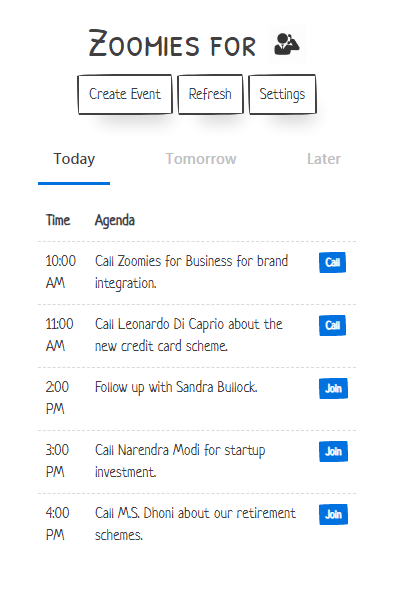 Zoomies for
Create Event Refresh Settings
Today Tomorrow Later
Time Agenda
10:00 Call Zoomies for Business for brand Call
AM integration.
11:00 Call Leonardo Di Caprio about the Call
AM new credit card scheme.
2:00 Follow up with Sandra Bullock. Join
PM
3:00 Call Narendra Modi for startup Join
PM investment.
4:00 Call M.S. Dhoni about our retirement Join
PM schemes.